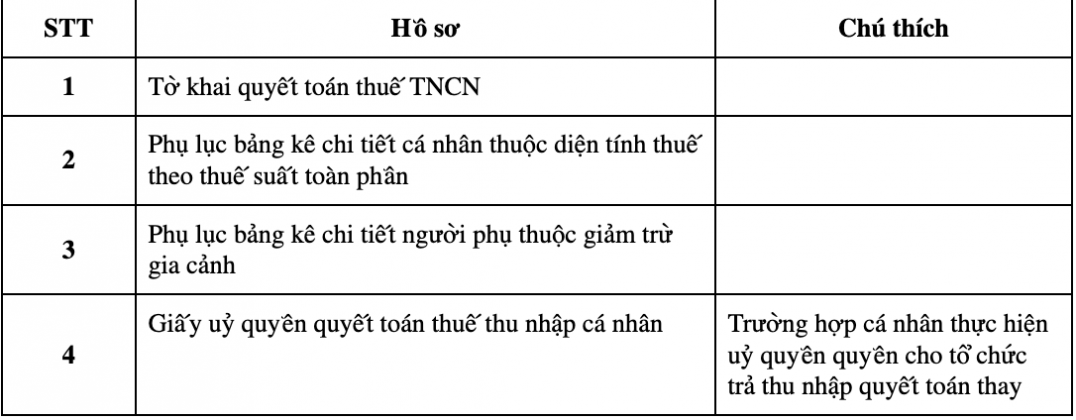 STT
Hồ sơ
Chú thích
1
Tờ khai quyết toán thuế TNCN
2
Phụ lục bảng kê chi tiết cá nhân thuộc diện tính thuế
theo thuế suất toàn phần
3
Phụ lục bảng kê chi tiết người phụ thuộc giảm trừ
gia cảnh
4
Giấy uỷ quyền quyết toán thuế thu nhập cá nhân
Trường hợp cá nhân thực hiện
uỷ quyền quyền cho tổ chức
trả thu nhập quyết toán thay